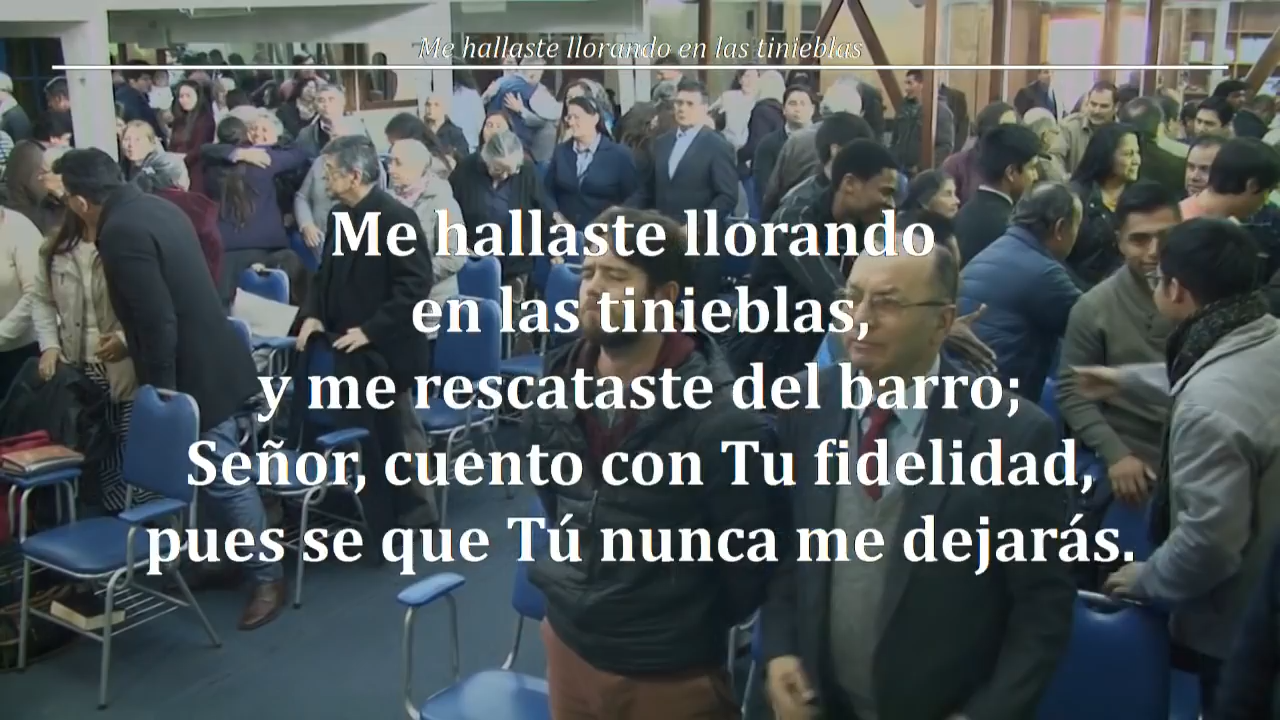 Me hallaste llorando en las tinieblas
Me hallaste llorando
en las tinieblas,
y me rescataste del barro;
Señor, cuento con Tu fidelidad,
pues se que Tú nunca me dejarás.